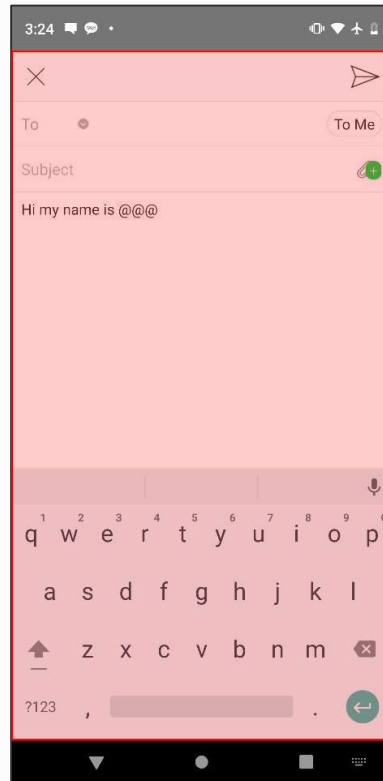 3:24
To To Me
Subject
Hi my name is @@@
1 2 3 4 5 6 7 8 9
q w e r t y u i o p
a s d f g h j k l
z x c v b n m
?123 , .